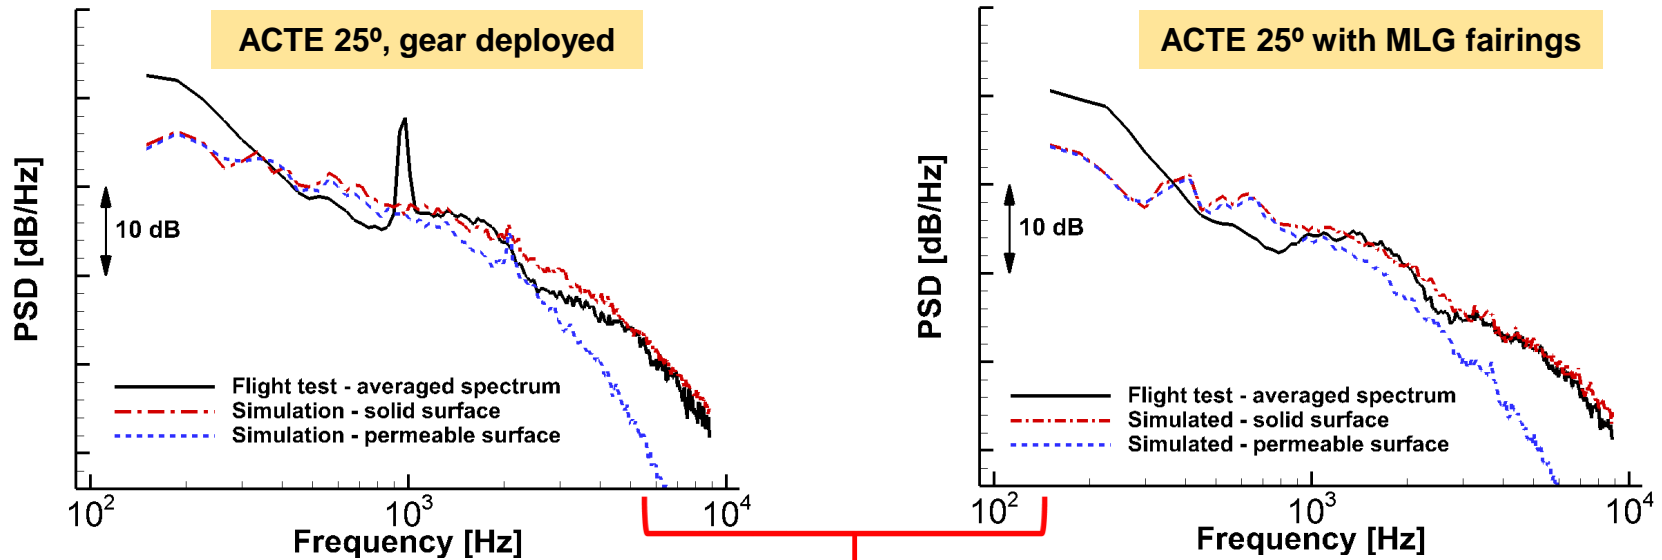 ACTE 25º, gear deployed
PSD [dB/Hz]
10 dB
Flight test - averaged spectrum
Simulation - solid surface
Simulation - permeable surface
10²
10³
10⁴
Frequency [Hz]
ACTE 25º with MLG fairings
PSD [dB/Hz]
10 dB
Flight test - averaged spectrum
Simulated - solid surface
Simulated - permeable surface
10²
10³
10⁴
Frequency [Hz]